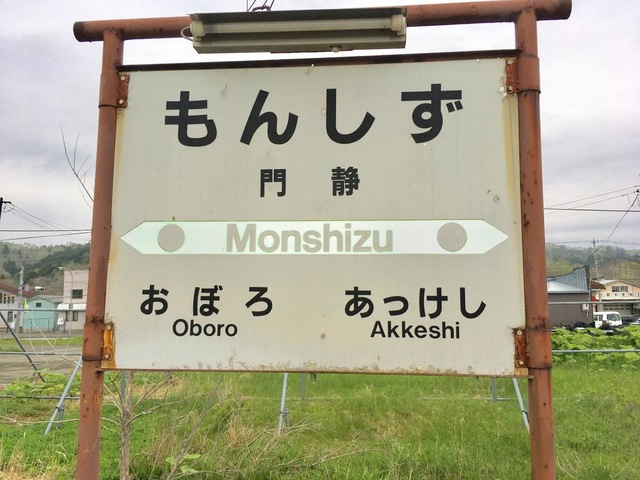 もんしず
門静
Monshizu
おぼろ あっけし
Oboro Akkeshi